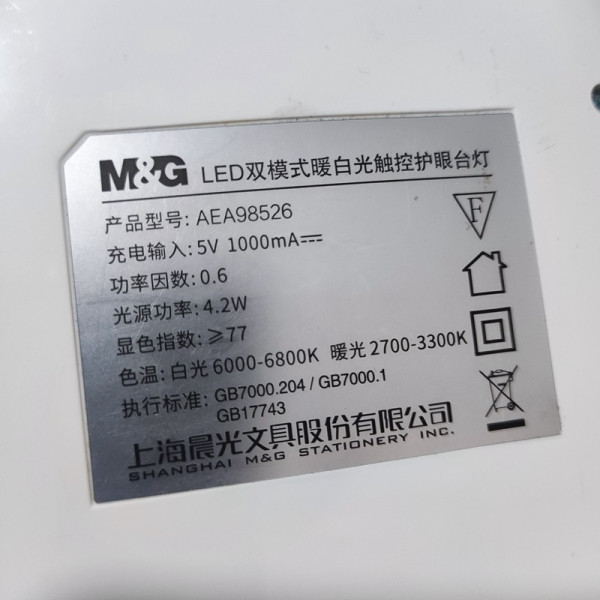 M&G LED双模式暖白光触控护眼台灯
产品型号: AEA98526
充电输入: 5V 1000mA⎓
功率因数: 0.6
光源功率: 4.2W
显色指数: ≥77
色温: 白光 6000-6800K 暖光 2700-3300K
执行标准: GB7000.204 / GB7000.1
GB17743
上海晨光文具股份有限公司
SHANGHAI M&G STATIONERY INC.
F